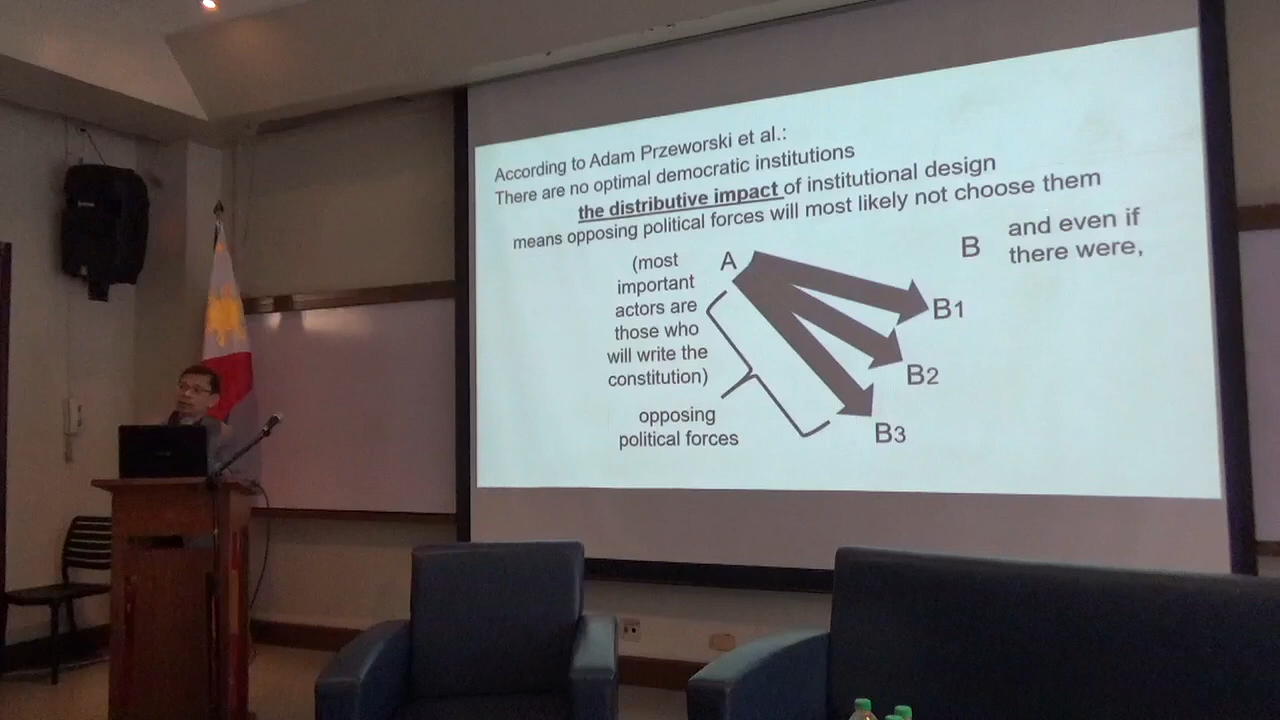 According to Adam Przeworski et al.:
There are no optimal democratic institutions
the distributive impact of institutional design
means opposing political forces will most likely not choose them
B
and even if
there were,
(most
important
actors are
those who
will write the
constitution)
A
B1
B2
B3
opposing
political forces